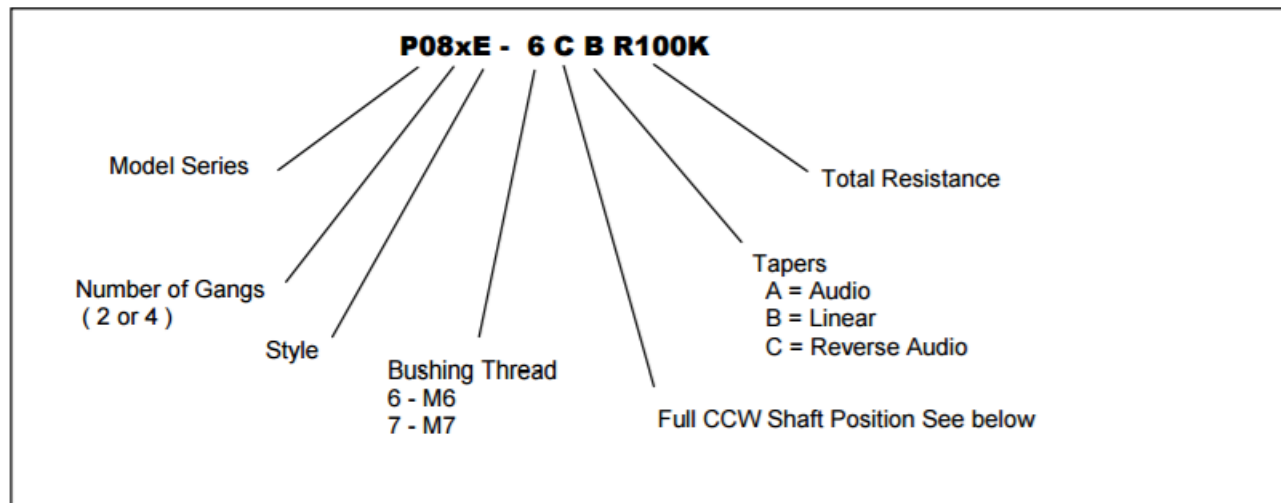 P08xE - 6 C B R100K
Model Series
Total Resistance
Number of Gangs
( 2 or 4 )
Style
Bushing Thread
6 - M6
7 - M7
Tapers
A = Audio
B = Linear
C = Reverse Audio
Full CCW Shaft Position See below